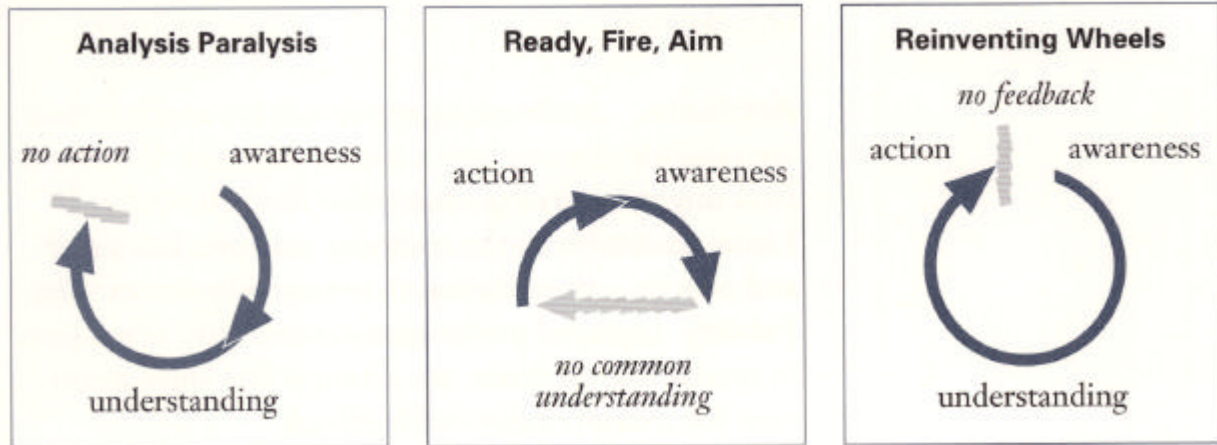 Analysis Paralysis
no action
awareness
understanding
Ready, Fire, Aim
action
awareness
no common
understanding
Reinventing Wheels
no feedback
action
awareness
understanding